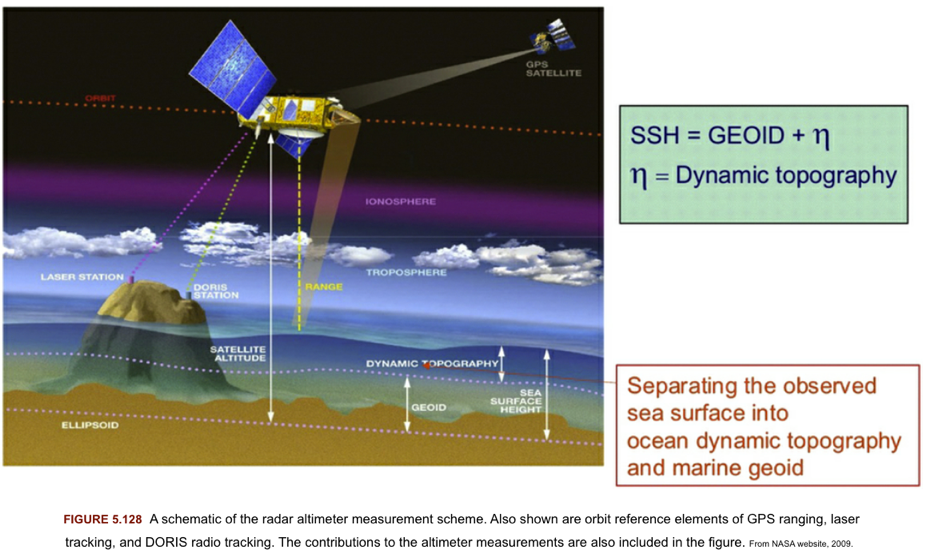 GPS
SATELLITE
ORBIT
SSH = GEOID + η
η = Dynamic topography
IONOSPHERE
TROPOSPHERE
LASER STATION
DORIS
STATION
RANGE
SATELLITE
ALTITUDE
DYNAMIC TOPOGRAPHY
SEA
SURFACE
HEIGHT
GEOID
ELLIPSOID
Separating the observed
sea surface into
ocean dynamic topography
and marine geoid
FIGURE 5.128 A schematic of the radar altimeter measurement scheme. Also shown are orbit reference elements of GPS ranging, laser
tracking, and DORIS radio tracking. The contributions to the altimeter measurements are also included in the figure. From NASA website, 2009.